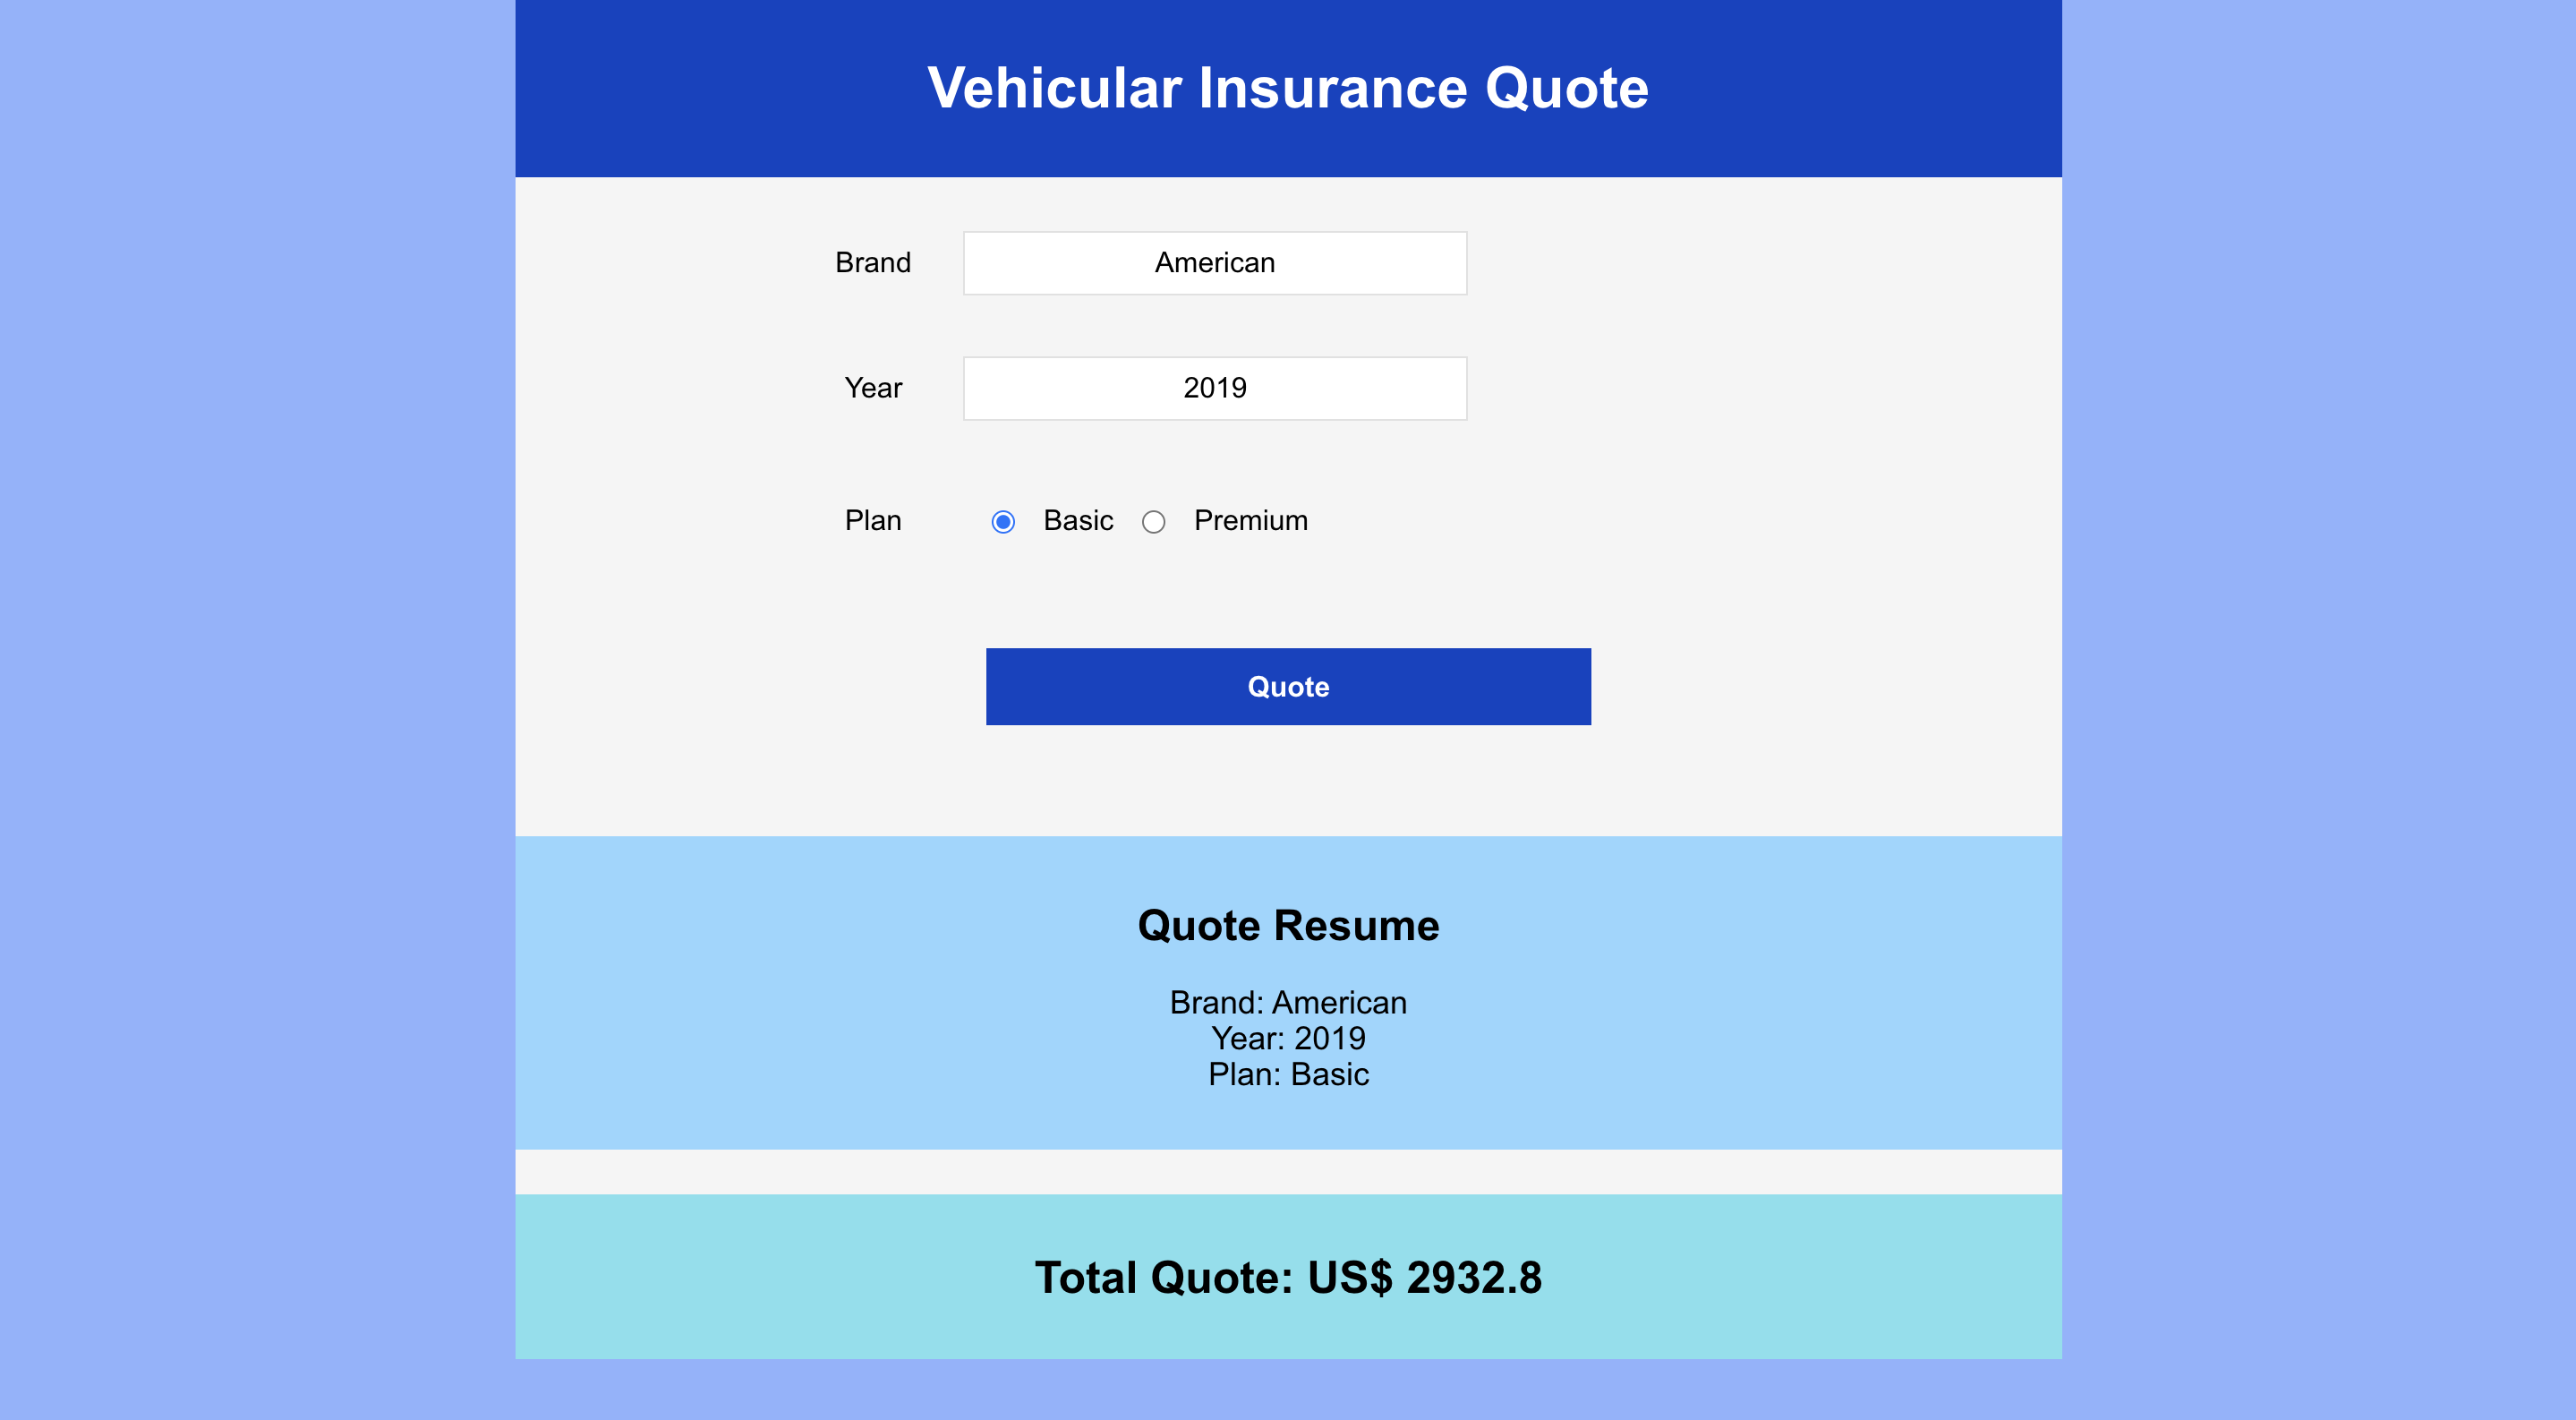 Vehicular Insurance Quote
Brand American
Year 2019
Plan Basic Premium
Quote
Quote Resume
Brand: American
Year: 2019
Plan: Basic
Total Quote: US$ 2932.8